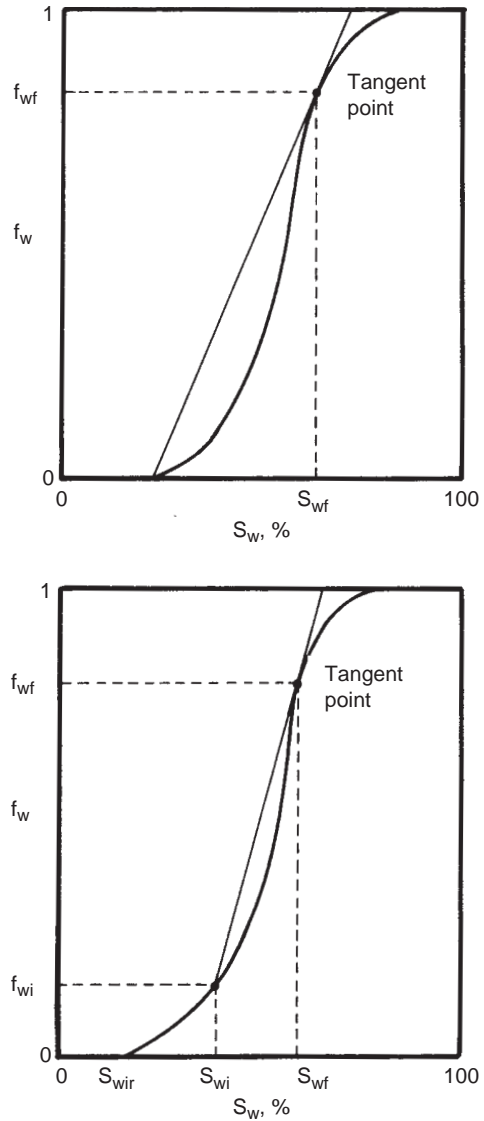 1
f_wf
Tangent
point
f_w
0
0
S_wf
100
S_w, %
1
f_wf
Tangent
point
f_w
f_wi
0
0
S_wir
S_wi
S_wf
100
S_w, %